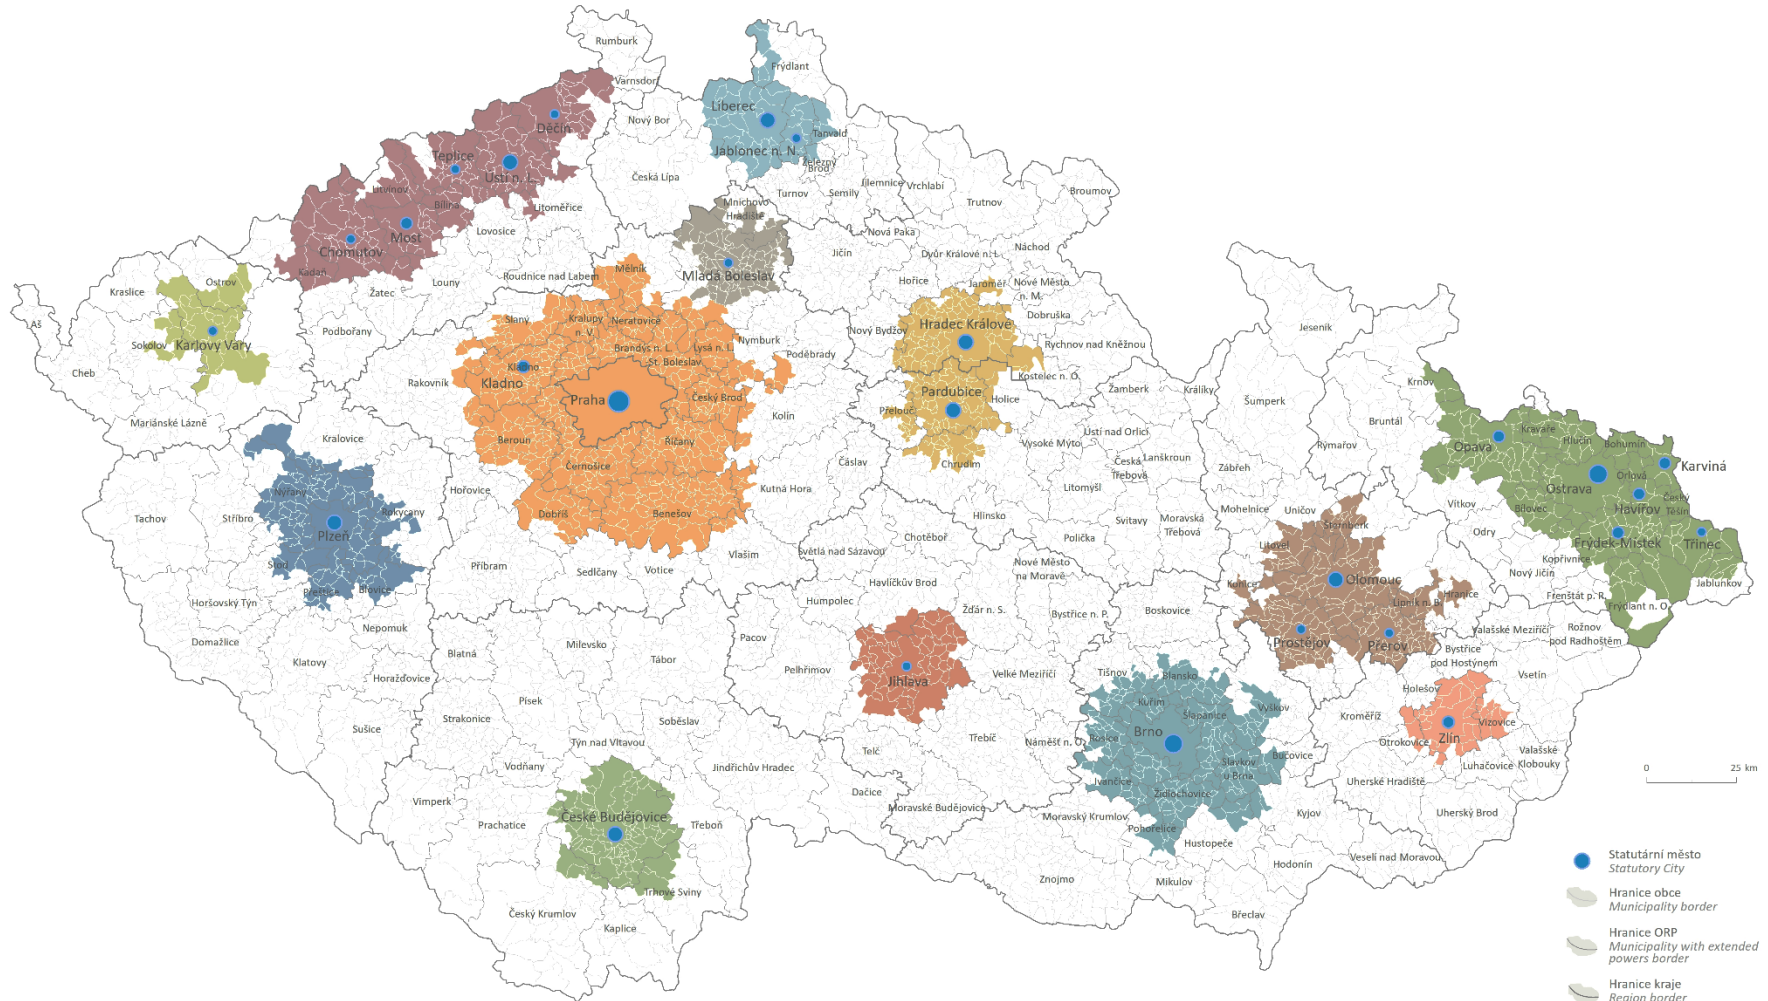 Rumburk
Varnsdorf
Frýdlant
Děčín
Nový Bor
Liberec
Tanvald
Jablonec n. N.
Železný
Brod
Teplice
Ústí n. L.
Litvínov
Bílina
Česká Lípa
Turnov
Semily
Jilemnice
Vrchlabí
Broumov
Trutnov
Litoměřice
Most
Lovosice
Mnichovo
Hradiště
Nová Paka
Chomutov
Kadaň
Mladá Boleslav
Jičín
Dvůr Králové n. L.
Náchod
Roudnice nad Labem
Mělník
Hořice
Jaroměř
Nové Město
n. M.
Kraslice
Ostrov
Žatec
Louny
Dobruška
Aš
Sokolov
Karlovy Vary
Podbořany
Slaný
Kralupy
n. V.
Neratovice
Nymburk
Nový Bydžov
Hradec Králové
Rychnov nad Kněžnou
Jeseník
Brandýs n. L.
St. Boleslav
Lysá n. L.
Poděbrady
Cheb
Rakovník
Kladno
Kladno
Praha
Český Brod
Kolín
Kostelec n. O.
Pardubice
Holice
Přelouč
Žamberk
Králíky
Šumperk
Krnov
Bruntál
Mariánské Lázně
Kralovice
Beroun
Říčany
Černošice
Čáslav
Chrudim
Vysoké Mýto
Ústí nad Orlicí
Lanškroun
Česká
Třebová
Zábřeh
Rýmařov
Opava
Kravaře
Hlučín
Bohumín
Karviná
Orlová
Ostrava
Havířov
Český
Těšín
Tachov
Stříbro
Nýřany
Plzeň
Rokycany
Hořovice
Dobříš
Benešov
Kutná Hora
Litomyšl
Hlinsko
Svitavy
Moravská
Třebová
Mohelnice
Uničov
Šternberk
Vítkov
Bílovec
Frýdek-Místek
Třinec
Litovel
Odry
Kopřivnice
Nový Jičín
Jablunkov
Frenštát p. R.
Frýdlant n. O.
Polička
Chotěboř
Světlá nad Sázavou
Vlašim
Votice
Sedlčany
Příbram
Stod
Přeštice
Blovice
Horšovský Týn
Nepomuk
Domažlice
Klatovy
Horažďovice
Sušice
Blatná
Milevsko
Tábor
Pacov
Pelhřimov
Humpolec
Havlíčkův Brod
Nové Město
na Moravě
Žďár n. S.
Bystřice n. P.
Boskovice
Konice
Olomouc
Lipník n. B.
Hranice
Prostějov
Přerov
Valašské Meziříčí
Rožnov
pod Radhoštěm
Bystřice
pod Hostýnem
Vsetín
Jihlava
Velké Meziříčí
Tišnov
Blansko
Kuřim
Šlapanice
Vyškov
Holešov
Kroměříž
Vizovice
Zlín
Otrokovice
Písek
Strakonice
Soběslav
Týn nad Vltavou
Vodňany
Jindřichův Hradec
Telč
Třebíč
Náměšť n. O.
Rosice
Brno
Slavkov
u Brna
Bučovice
Ivančice
Židlochovice
Valašské
Klobouky
Luhačovice
Uherské Hradiště
Uherský Brod
0
25 km
Vimperk
Prachatice
České Budějovice
Třeboň
Dačice
Moravské Budějovice
Moravský Krumlov
Pohořelice
Hustopeče
Kyjov
Veselí nad Moravou
Hodonín
Znojmo
Mikulov
Břeclav
Trhové Sviny
Český Krumlov
Kaplice
Statutární město
Statutory City
Hranice obce
Municipality border
Hranice ORP
Municipality with extended
powers border
Hranice kraje
Region border